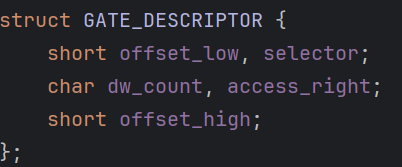 struct GATE_DESCRIPTOR {
    short offset_low, selector;
    char dw_count, access_right;
    short offset_high;
};